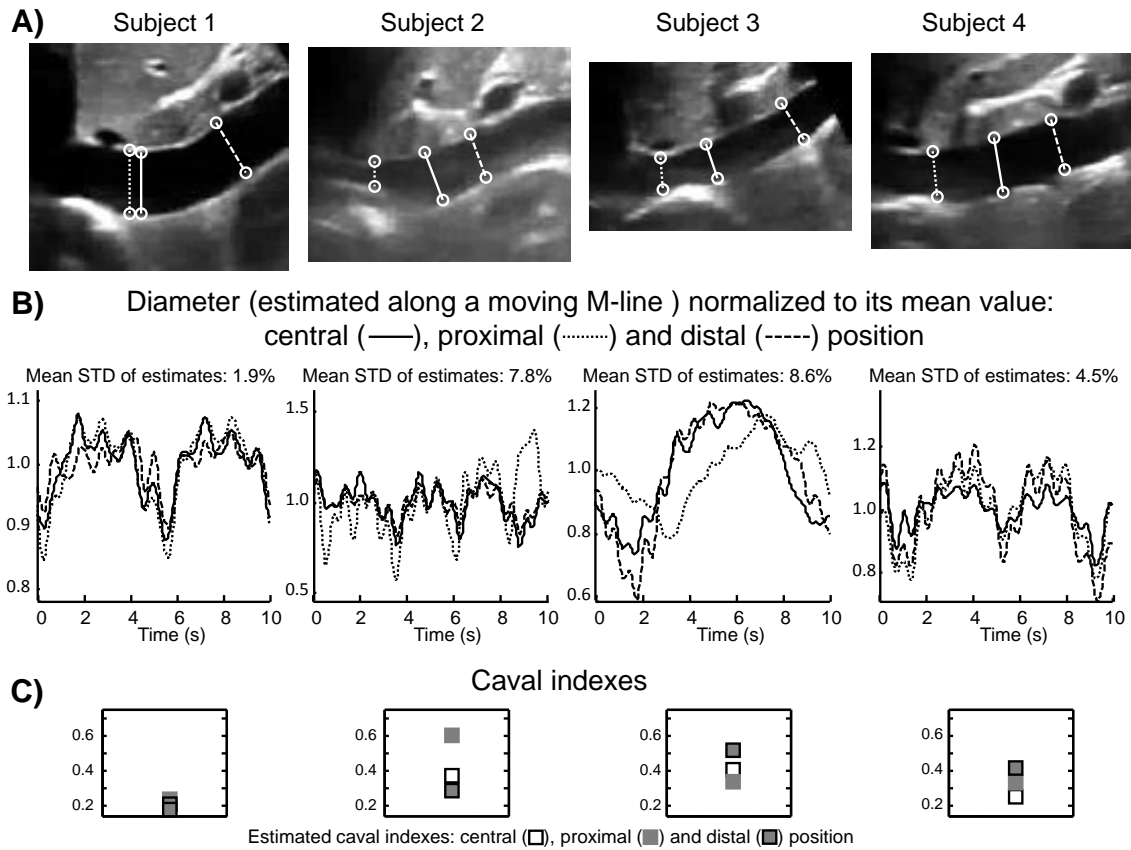 A)
Subject 1 Subject 2 Subject 3 Subject 4
B) Diameter (estimated along a moving M-line ) normalized to its mean value:
central ( ), proximal ( ) and distal ( ) position
Mean STD of estimates: 1.9% Mean STD of estimates: 7.8% Mean STD of estimates: 8.6% Mean STD of estimates: 4.5%
1.1
1.0
0.9
0.8
0 2 4 6 8 10
Time (s)
1.5
1.0
0.5
0 2 4 6 8 10
Time (s)
1.2
1.0
0.8
0.6
0 2 4 6 8 10
Time (s)
1.2
1.0
0.8
0 2 4 6 8 10
Time (s)
C) Caval indexes
0.6
0.4
0.2
0.6
0.4
0.2
0.6
0.4
0.2
0.6
0.4
0.2
Estimated caval indexes: central ( ), proximal ( ) and distal ( ) position